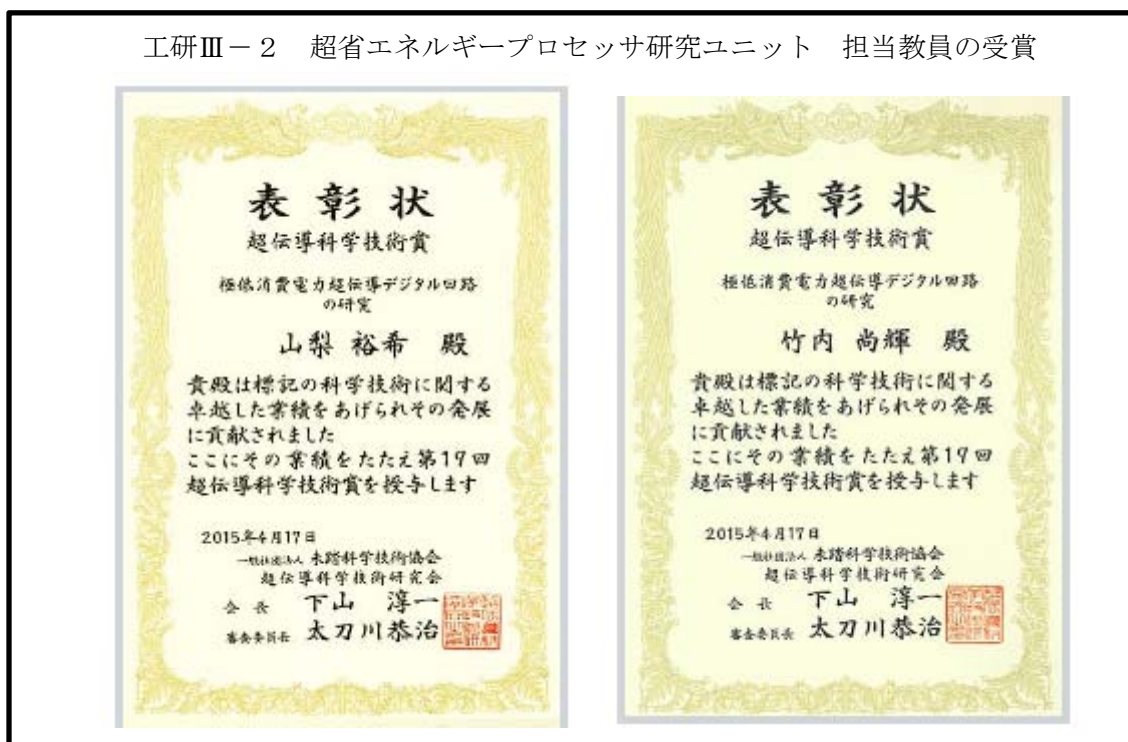 工研Ⅲ－２　超省エネルギープロセッサ研究ユニット　担当教員の受賞
表彰状
超伝導科学技術賞
極低消費電力超伝導デジタル回路
の研究
山梨 裕希　殿
貴殿は標記の科学技術に関する
卓越した業績をあげられその発展
に貢献されました
ここにその業績をたたえ第19回
超伝導科学技術賞を授与します
2015年4月17日
一般社団法人 未踏科学技術協会
超伝導科学技術研究会
会長　下山　淳一
審査委員長　太刀川恭治
表彰状
超伝導科学技術賞
極低消費電力超伝導デジタル回路
の研究
竹内 尚輝　殿
貴殿は標記の科学技術に関する
卓越した業績をあげられその発展
に貢献されました
ここにその業績をたたえ第19回
超伝導科学技術賞を授与します
2015年4月17日
一般社団法人 未踏科学技術協会
超伝導科学技術研究会
会長　下山　淳一
審査委員長　太刀川恭治